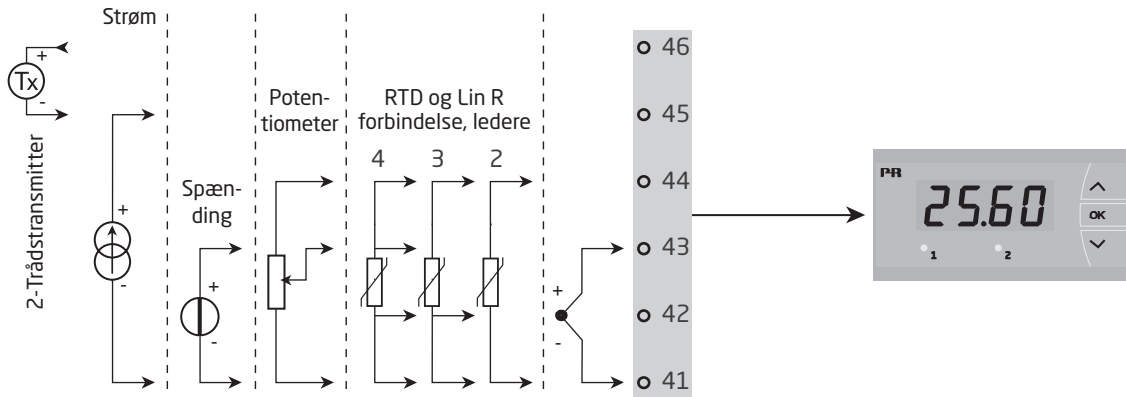 Strøm
+
Tx
-
2-Trådstransmitter
+
-
Spæn-
ding
+
-
Poten-
tiometer
RTD og Lin R
forbindelse, ledere
4 3 2
+
-
46
45
44
43
42
41
PR
25.60
OK
1 2